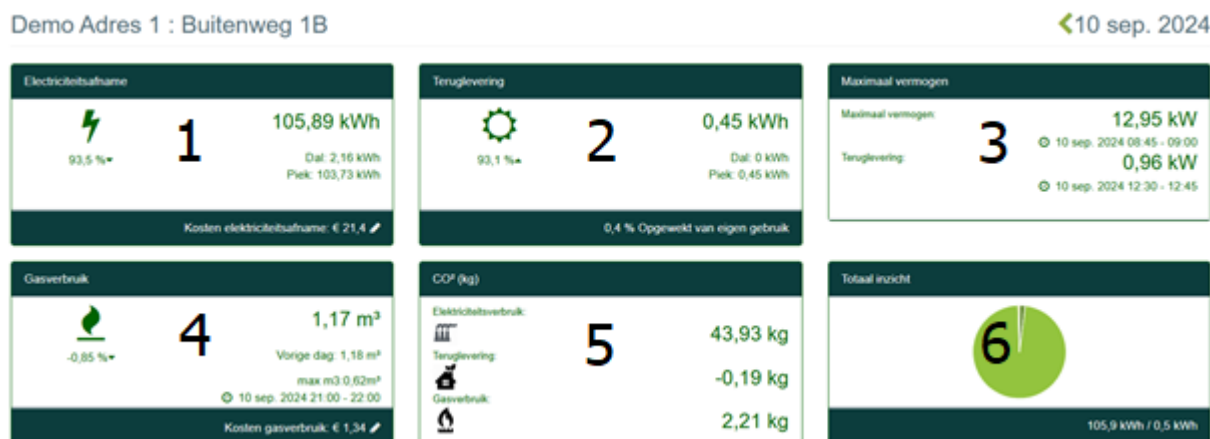 Demo Adres 1 : Buitenweg 1B
10 sep. 2024
Electriciteitsafname
1
105,89 kWh
93,5 %
Dal: 2,16 kWh
Piek: 103,73 kWh
Kosten elektriciteitsafname: € 21,4
Teruglevering
2
0,45 kWh
93,1 %
Dal: 0 kWh
Piek: 0,45 kWh
0,4 % Opgewekt van eigen gebruik
Maximaal vermogen
Maximaal vermogen:
3
12,95 kW
10 sep. 2024 08:45 - 09:00
Teruglevering:
0,96 kW
10 sep. 2024 12:30 - 12:45
Gasverbruik
4
1,17 m³
-0,85 %
Vorige dag: 1,18 m³
max m3 0,62m³
10 sep. 2024 21:00 - 22:00
Kosten gasverbruik: € 1,34
CO² (kg)
Elektriciteitsverbruik:
5
43,93 kg
Teruglevering:
-0,19 kg
Gasverbruik:
2,21 kg
Totaal inzicht
6
105,9 kWh / 0,5 kWh